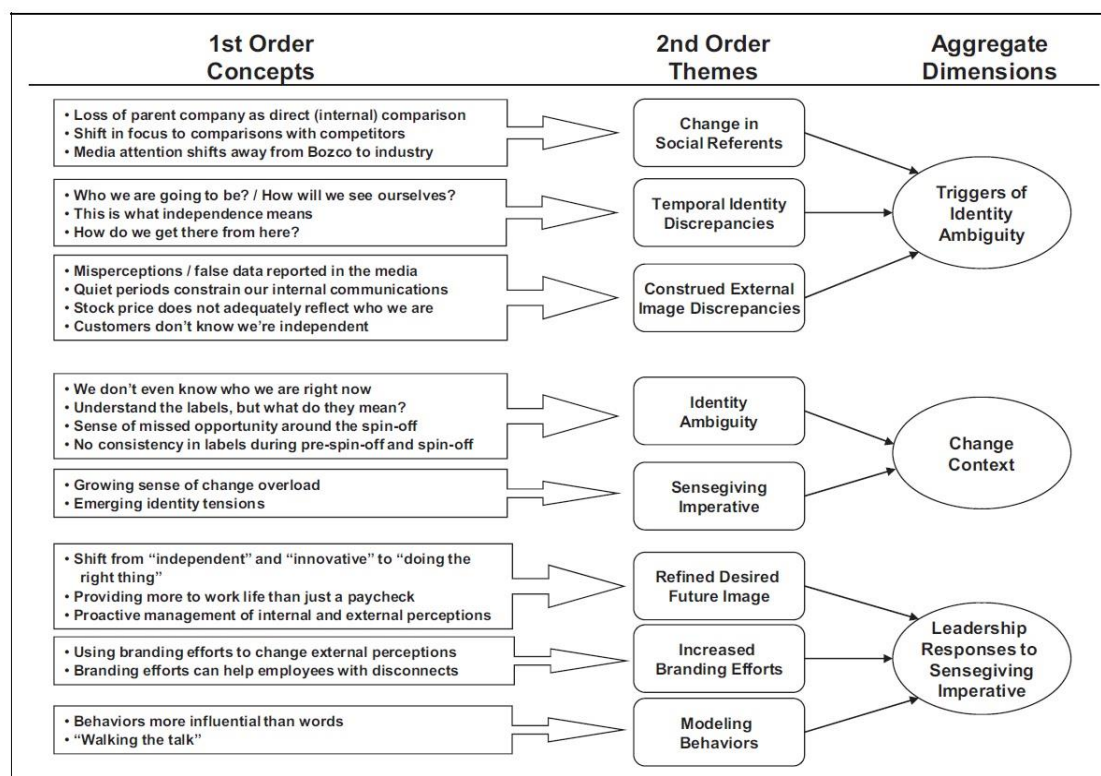 1st Order
Concepts
2nd Order
Themes
Aggregate
Dimensions
• Loss of parent company as direct (internal) comparison
• Shift in focus to comparisons with competitors
• Media attention shifts away from Bozco to industry
Change in
Social Referents
• Who we are going to be? / How will we see ourselves?
• This is what independence means
• How do we get there from here?
Temporal Identity
Discrepancies
• Misperceptions / false data reported in the media
• Quiet periods constrain our internal communications
• Stock price does not adequately reflect who we are
• Customers don’t know we’re independent
Construed External
Image Discrepancies
Triggers of
Identity
Ambiguity
• We don’t even know who we are right now
• Understand the labels, but what do they mean?
• Sense of missed opportunity around the spin-off
• No consistency in labels during pre-spin-off and spin-off
Identity
Ambiguity
• Growing sense of change overload
• Emerging identity tensions
Sensegiving
Imperative
Change
Context
• Shift from “independent” and “innovative” to “doing the
right thing”
• Providing more to work life than just a paycheck
• Proactive management of internal and external perceptions
Refined Desired
Future Image
• Using branding efforts to change external perceptions
• Branding efforts can help employees with disconnects
Increased
Branding Efforts
• Behaviors more influential than words
• “Walking the talk”
Modeling
Behaviors
Leadership
Responses to
Sensegiving
Imperative